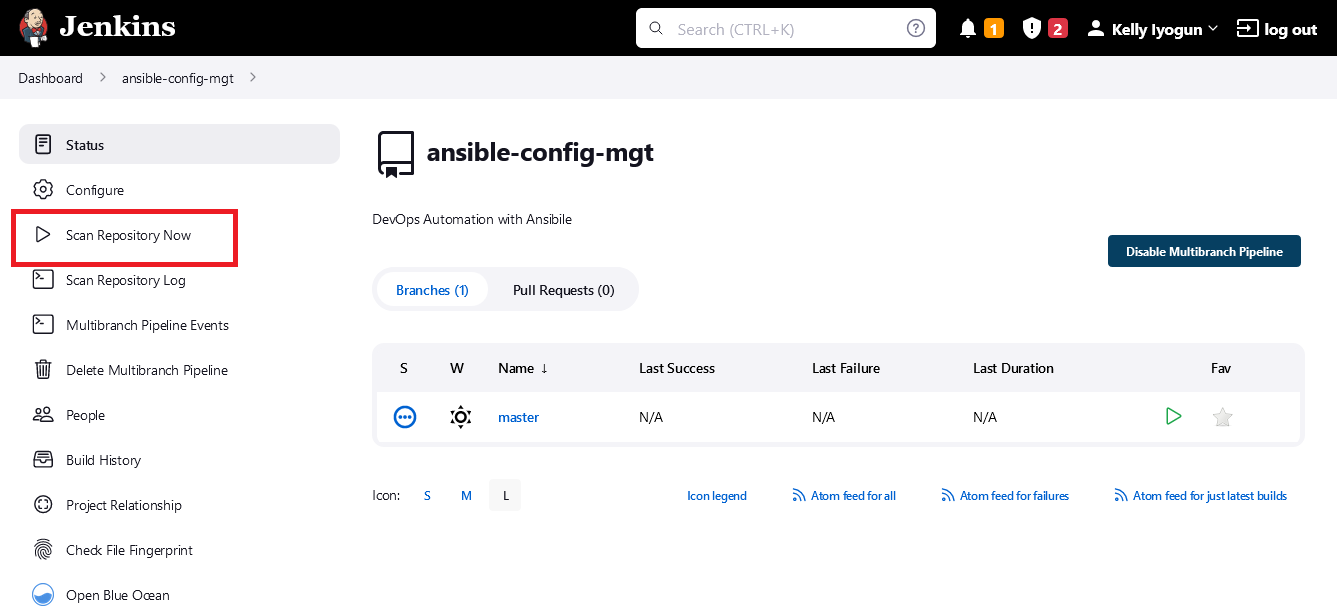 Jenkins
Search (CTRL+K)
1
2
Kelly Iyogun
log out
Dashboard
ansible-config-mgt
Status
Configure
Scan Repository Now
Scan Repository Log
Multibranch Pipeline Events
Delete Multibranch Pipeline
People
Build History
Project Relationship
Check File Fingerprint
Open Blue Ocean
ansible-config-mgt
DevOps Automation with Ansibile
Disable Multibranch Pipeline
Branches (1) Pull Requests (0)
S W Name ↓ Last Success Last Failure Last Duration Fav
master N/A N/A N/A
Icon: S M L Icon legend Atom feed for all Atom feed for failures Atom feed for just latest builds